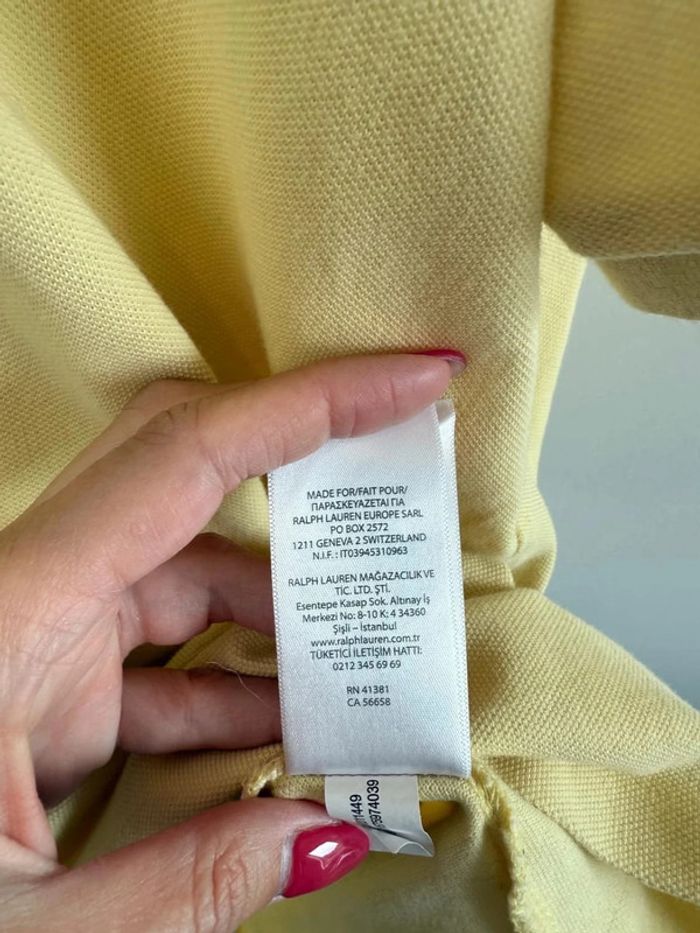 MADE FOR/FAIT POUR/
ΠΑΡΑΣΚΕΥΑΖΕΤΑΙ ΓΙΑ
RALPH LAUREN EUROPE SARL
PO BOX 2572
1211 GENEVA 2 SWITZERLAND
N.I.F. : IT03945310963
RALPH LAUREN MAĞAZACILIK VE
TİC. LTD. ŞTİ.
Esentepe Kasap Sok. Altınay İş
Merkezi No: 8-10 K: 4 34360
Şişli – İstanbul
www.ralphlauren.com.tr
TÜKETİCİ İLETİŞİM HATTI:
0212 345 69 69
RN 41381
CA 56658